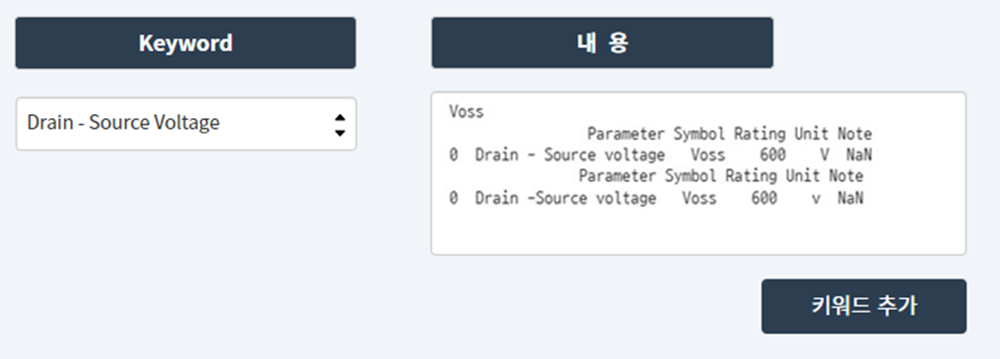 Keyword
내 용
Drain - Source Voltage
Voss
Parameter Symbol Rating Unit Note
0 Drain - Source voltage Voss 600 V NaN
Parameter Symbol Rating Unit Note
0 Drain -Source voltage Voss 600 v NaN
키워드 추가